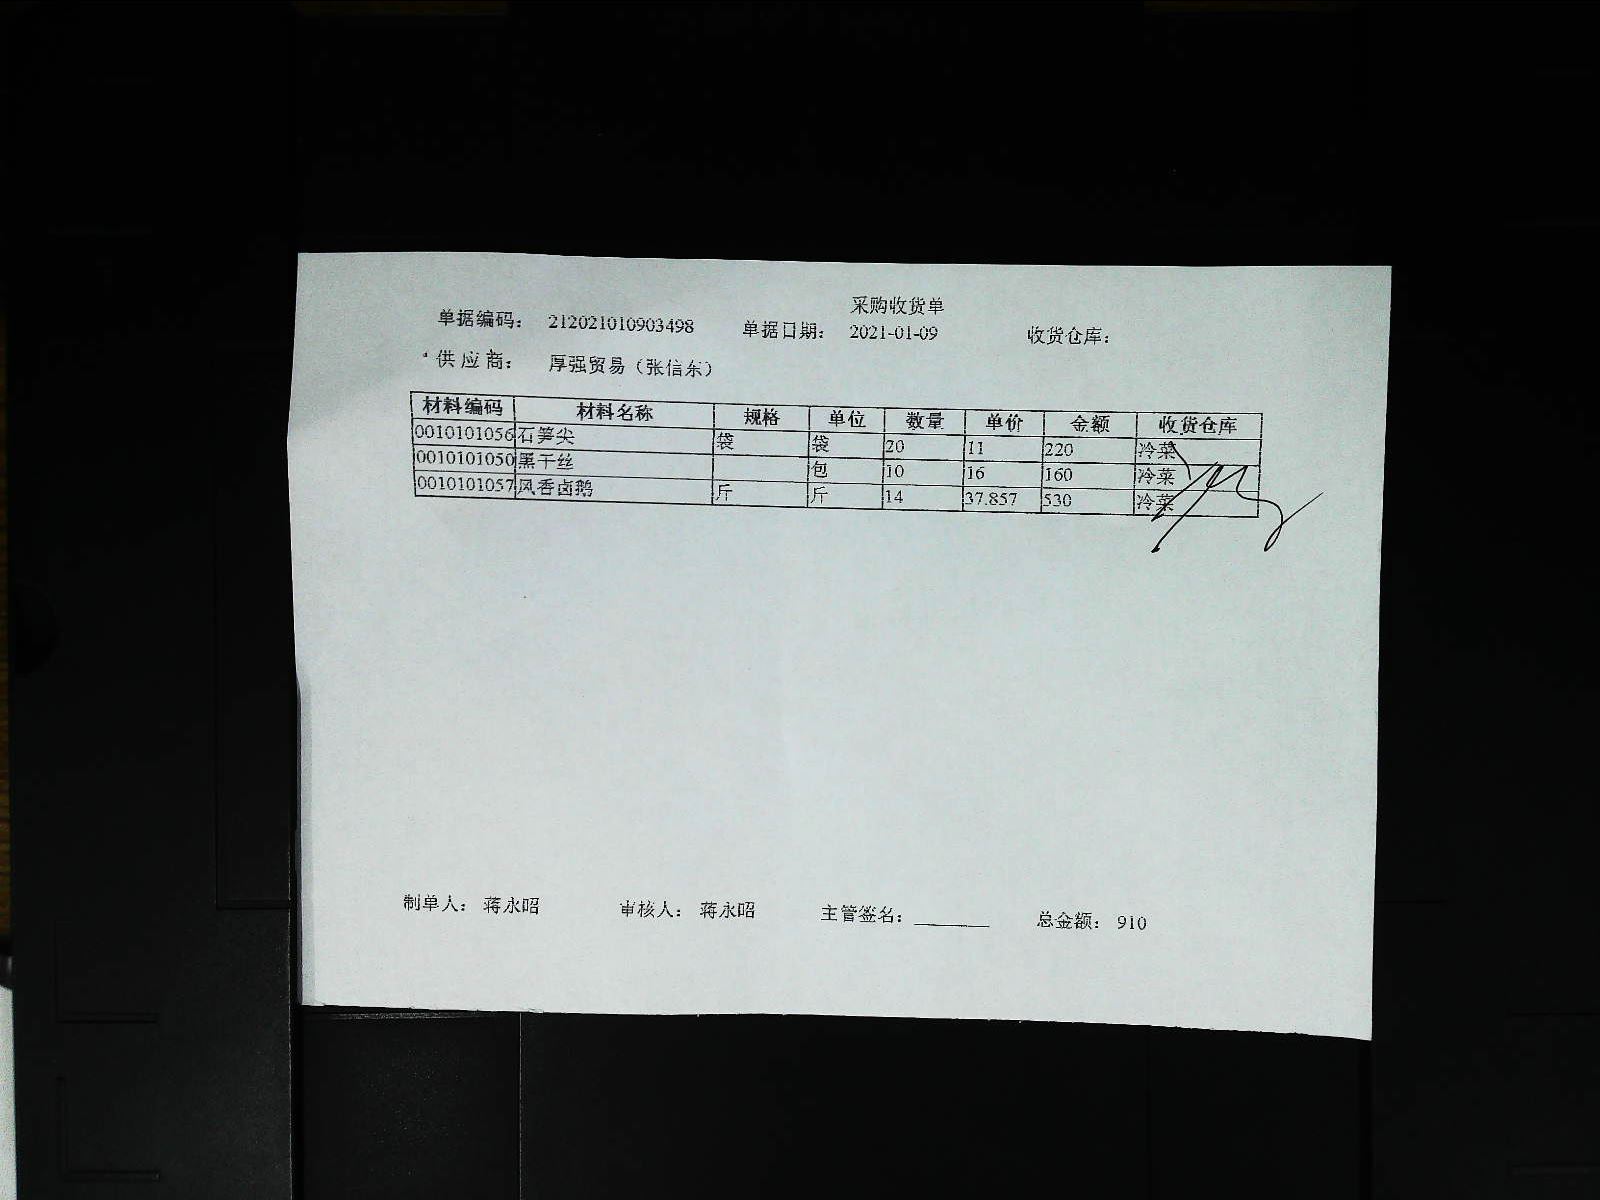 采购收货单
单据编码： 212021010903498 单据日期： 2021-01-09 收货仓库：
供应商： 厚强贸易（张信东）
材料编码 材料名称 规格 单位 数量 单价 金额 收货仓库
0010101056 石笋尖 袋 袋 20 11 220 冷菜
0010101050 黑干丝 包 10 16 160 冷菜
0010101057 风香卤鹅 斤 斤 14 37.857 530 冷菜
制单人： 蒋永昭 审核人： 蒋永昭 主管签名： 总金额： 910